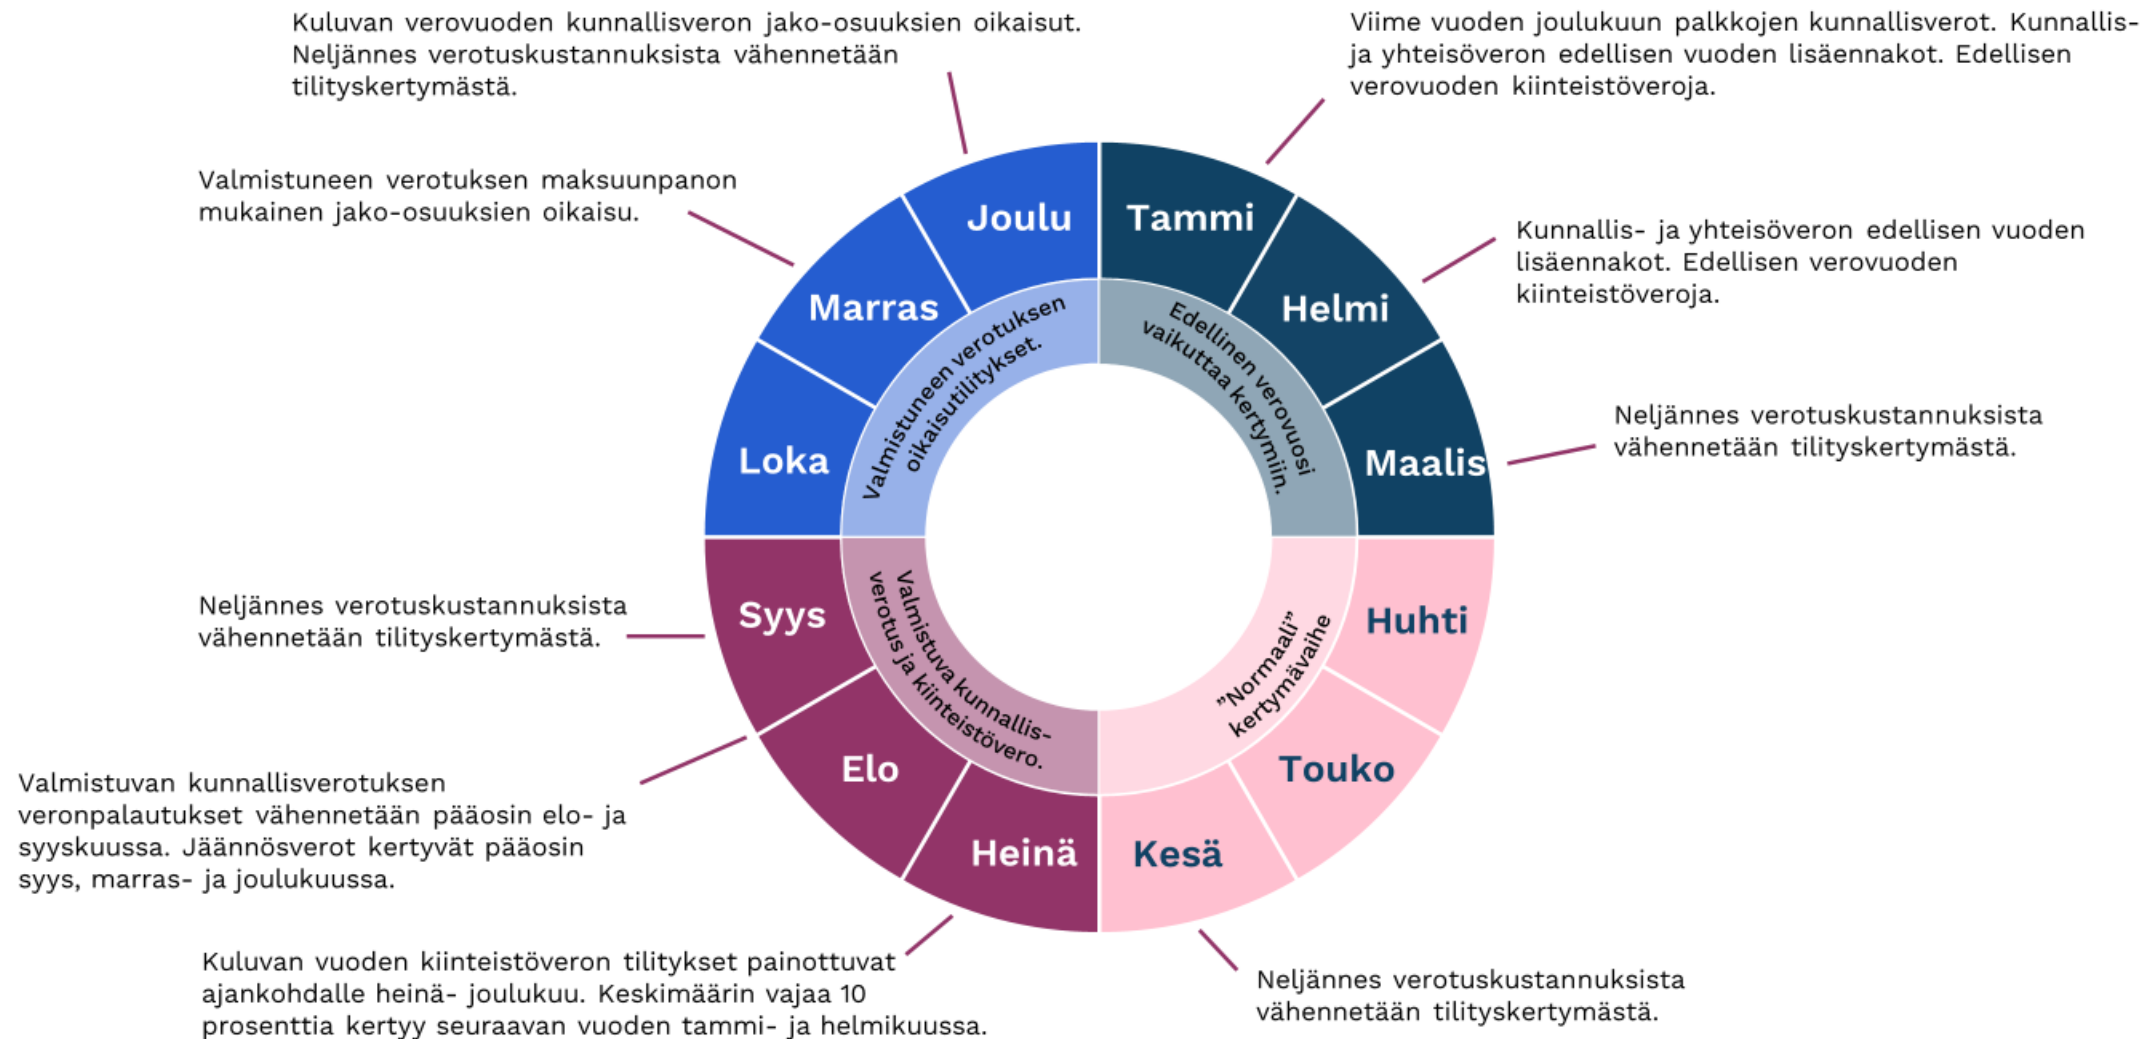 Kuluvan verovuoden kunnallisveron jako-osuuksien oikaisut.
Neljännes verotuskustannuksista vähennetään
tilityskertymästä.
Viime vuoden joulukuun palkkojen kunnallisverot. Kunnallis-
ja yhteisöveron edellisen vuoden lisäennakot. Edellisen
verovuoden kiinteistöveroja.
Valmistuneen verotuksen maksuunpanon
mukainen jako-osuuksien oikaisu.
Kunnallis- ja yhteisöveron edellisen vuoden
lisäennakot. Edellisen verovuoden
kiinteistöveroja.
Neljännes verotuskustannuksista
vähennetään tilityskertymästä.
Joulu
Tammi
Marras
Helmi
Loka
Maalis
Syys
Huhti
Elo
Touko
Heinä
Kesä
Valmistuneen verotuksen
oikaisutilitykset.
Edellinen verovuosi
vaikuttaa kertymiin.
Valmistuva kunnallis-
verotus ja kiinteistövero.
”Normaali”
kertymävaihe
Neljännes verotuskustannuksista
vähennetään tilityskertymästä.
Valmistuvan kunnallisverotuksen
veronpalautukset vähennetään pääosin elo- ja
syyskuussa. Jäännösverot kertyvät pääosin
syys, marras- ja joulukuussa.
Kuluvan vuoden kiinteistöveron tilitykset painottuvat
ajankohdalle heinä- joulukuu. Keskimäärin vajaa 10
prosenttia kertyy seuraavan vuoden tammi- ja helmikuussa.
Neljännes verotuskustannuksista
vähennetään tilityskertymästä.